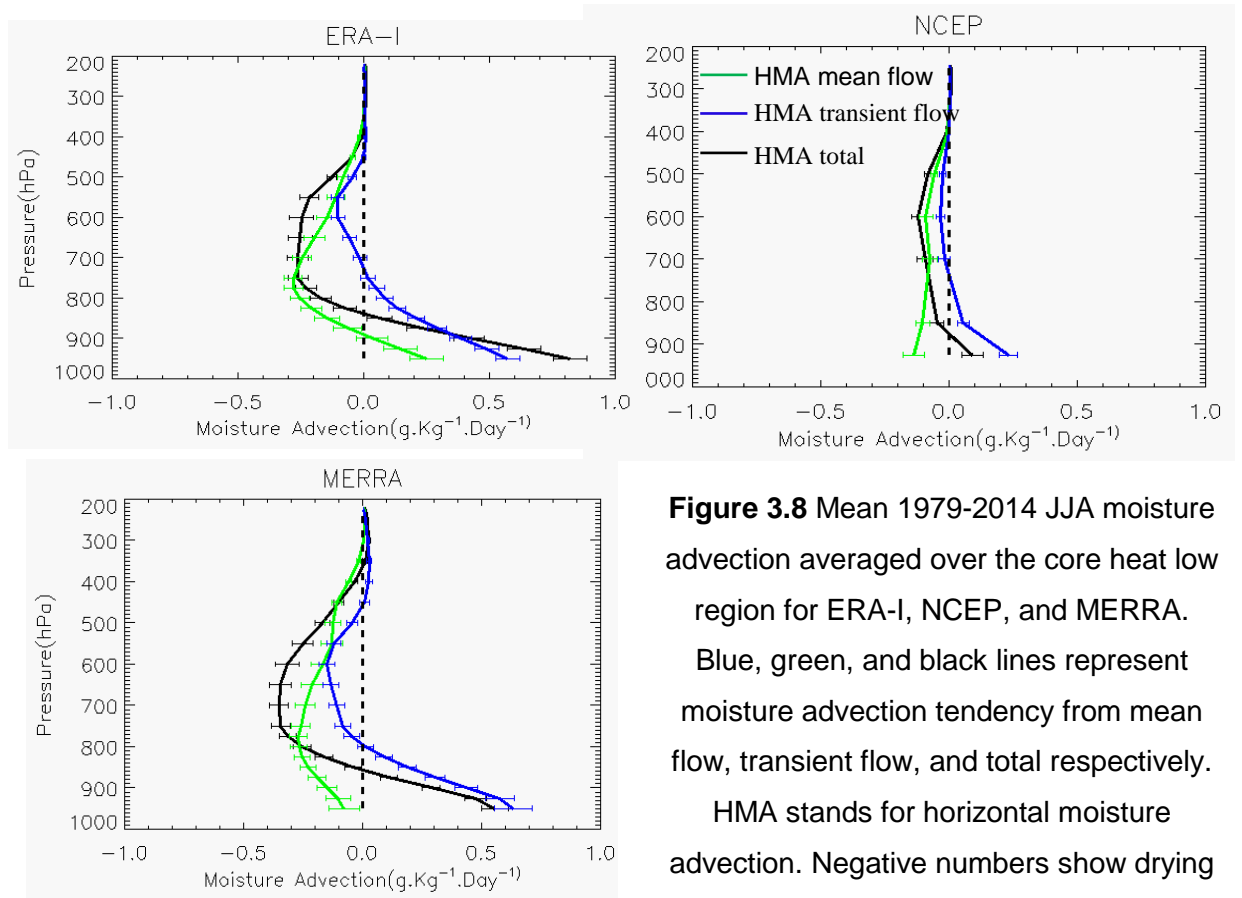 ERA-I
200
300
400
500
600
700
800
900
1000
Pressure(hPa)
-1.0 -0.5 0.0 0.5 1.0
Moisture Advection(g.Kg⁻¹.Day⁻¹)
NCEP
HMA mean flow
HMA transient flow
HMA total
200
300
400
500
600
700
800
900
000
-1.0 -0.5 0.0 0.5 1.0
Moisture Advection(g.Kg⁻¹.Day⁻¹)
MERRA
200
300
400
500
600
700
800
900
1000
Pressure(hPa)
-1.0 -0.5 0.0 0.5 1.0
Moisture Advection(g.Kg⁻¹.Day⁻¹)
Figure 3.8 Mean 1979-2014 JJA moisture
advection averaged over the core heat low
region for ERA-I, NCEP, and MERRA.
Blue, green, and black lines represent
moisture advection tendency from mean
flow, transient flow, and total respectively.
HMA stands for horizontal moisture
advection. Negative numbers show drying